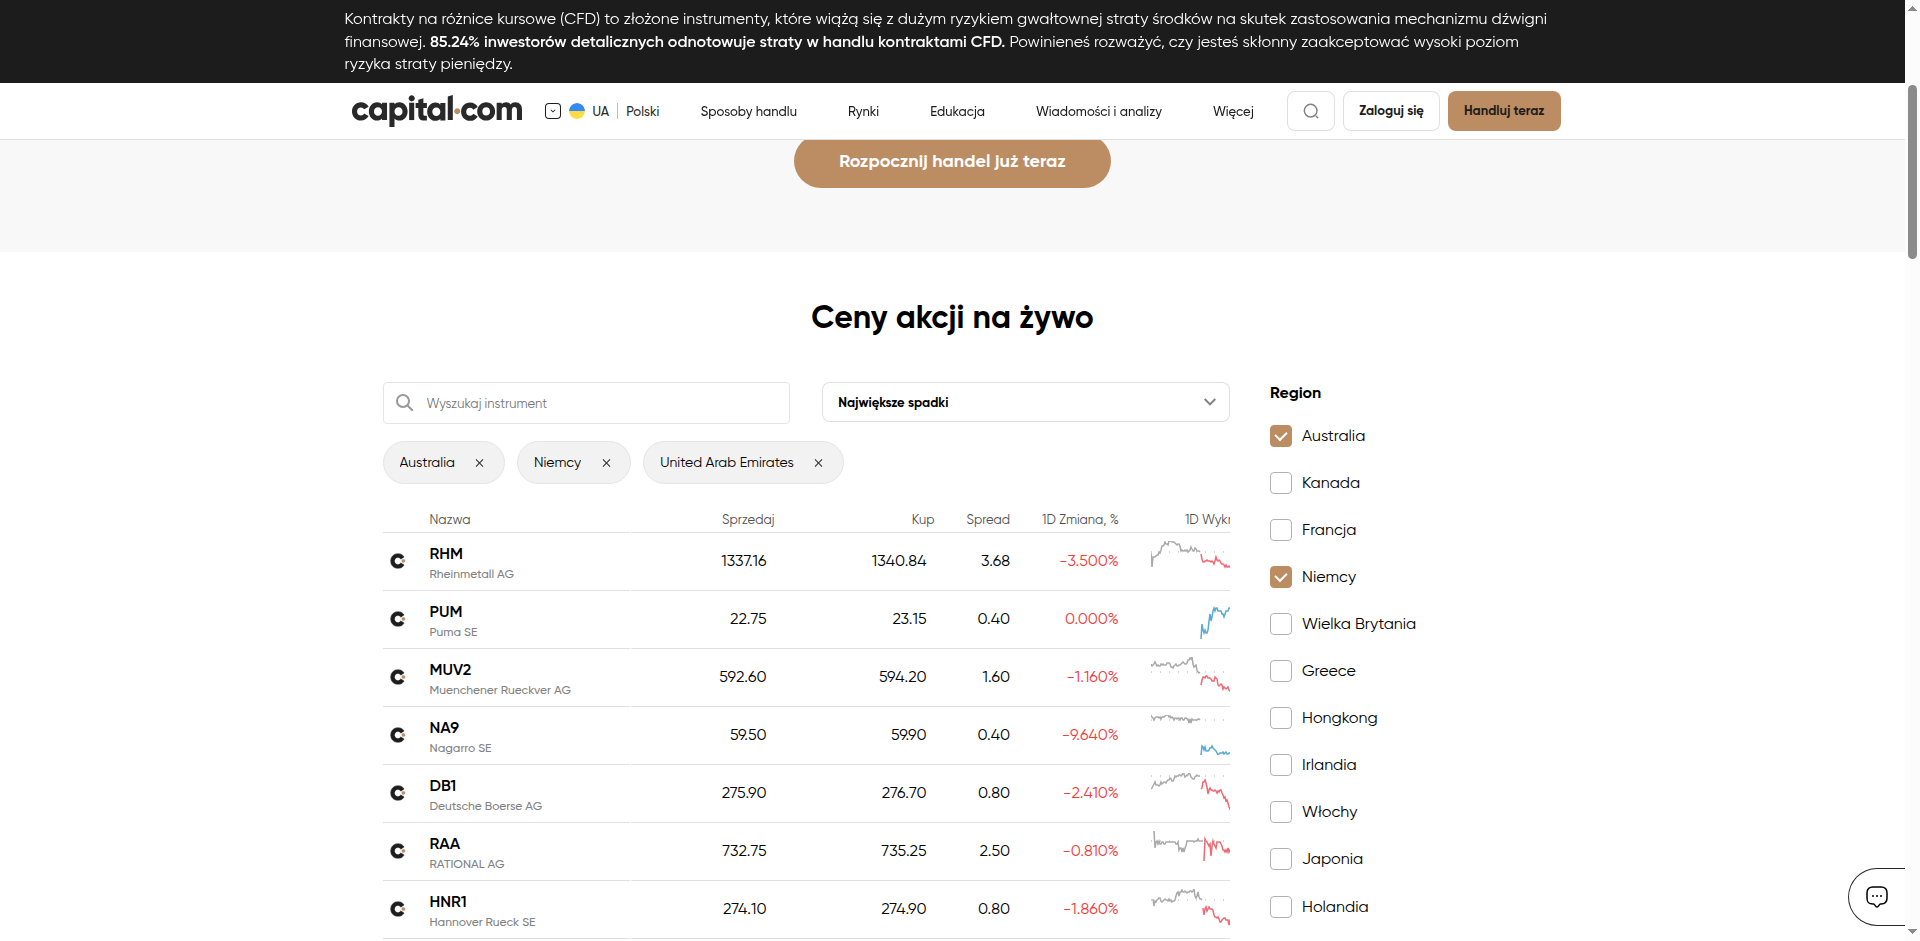 Kontrakty na różnice kursowe (CFD) to złożone instrumenty, które wiążą się z dużym ryzykiem gwałtownej straty środków na skutek zastosowania mechanizmu dźwigni
finansowej. 85.24% inwestorów detalicznych odnotowuje straty w handlu kontraktami CFD. Powinieneś rozważyć, czy jesteś skłonny zaakceptować wysoki poziom
ryzyka straty pieniędzy.
capital.com UA Polski Sposoby handlu Rynki Edukacja Wiadomości i analizy Więcej Zaloguj się Handluj teraz
Rozpocznij handel już teraz
Ceny akcji na żywo
Wyszukaj instrument Największe spadki
Australia Niemcy United Arab Emirates
Nazwa Sprzedaj Kup Spread 1D Zmiana, % 1D Wykr
RHM 1337.16 1340.84 3.68 -3.500%
Rheinmetall AG
PUM 22.75 23.15 0.40 0.000%
Puma SE
MUV2 592.60 594.20 1.60 -1.160%
Muenchener Rueckver AG
NA9 59.50 59.90 0.40 -9.640%
Nagarro SE
DB1 275.90 276.70 0.80 -2.410%
Deutsche Boerse AG
RAA 732.75 735.25 2.50 -0.810%
RATIONAL AG
HNR1 274.10 274.90 0.80 -1.860%
Hannover Rueck SE
Region
Australia
Kanada
Francja
Niemcy
Wielka Brytania
Greece
Hongkong
Irlandia
Włochy
Japonia
Holandia